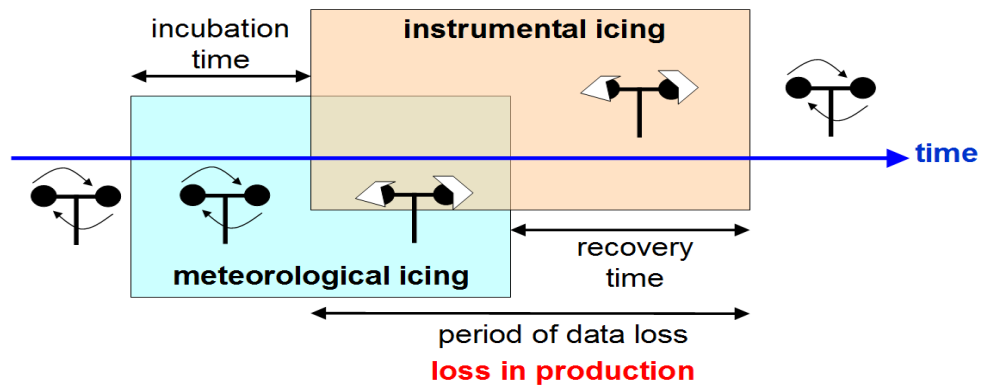 incubation
time
instrumental icing
time
meteorological icing
recovery
time
period of data loss
loss in production